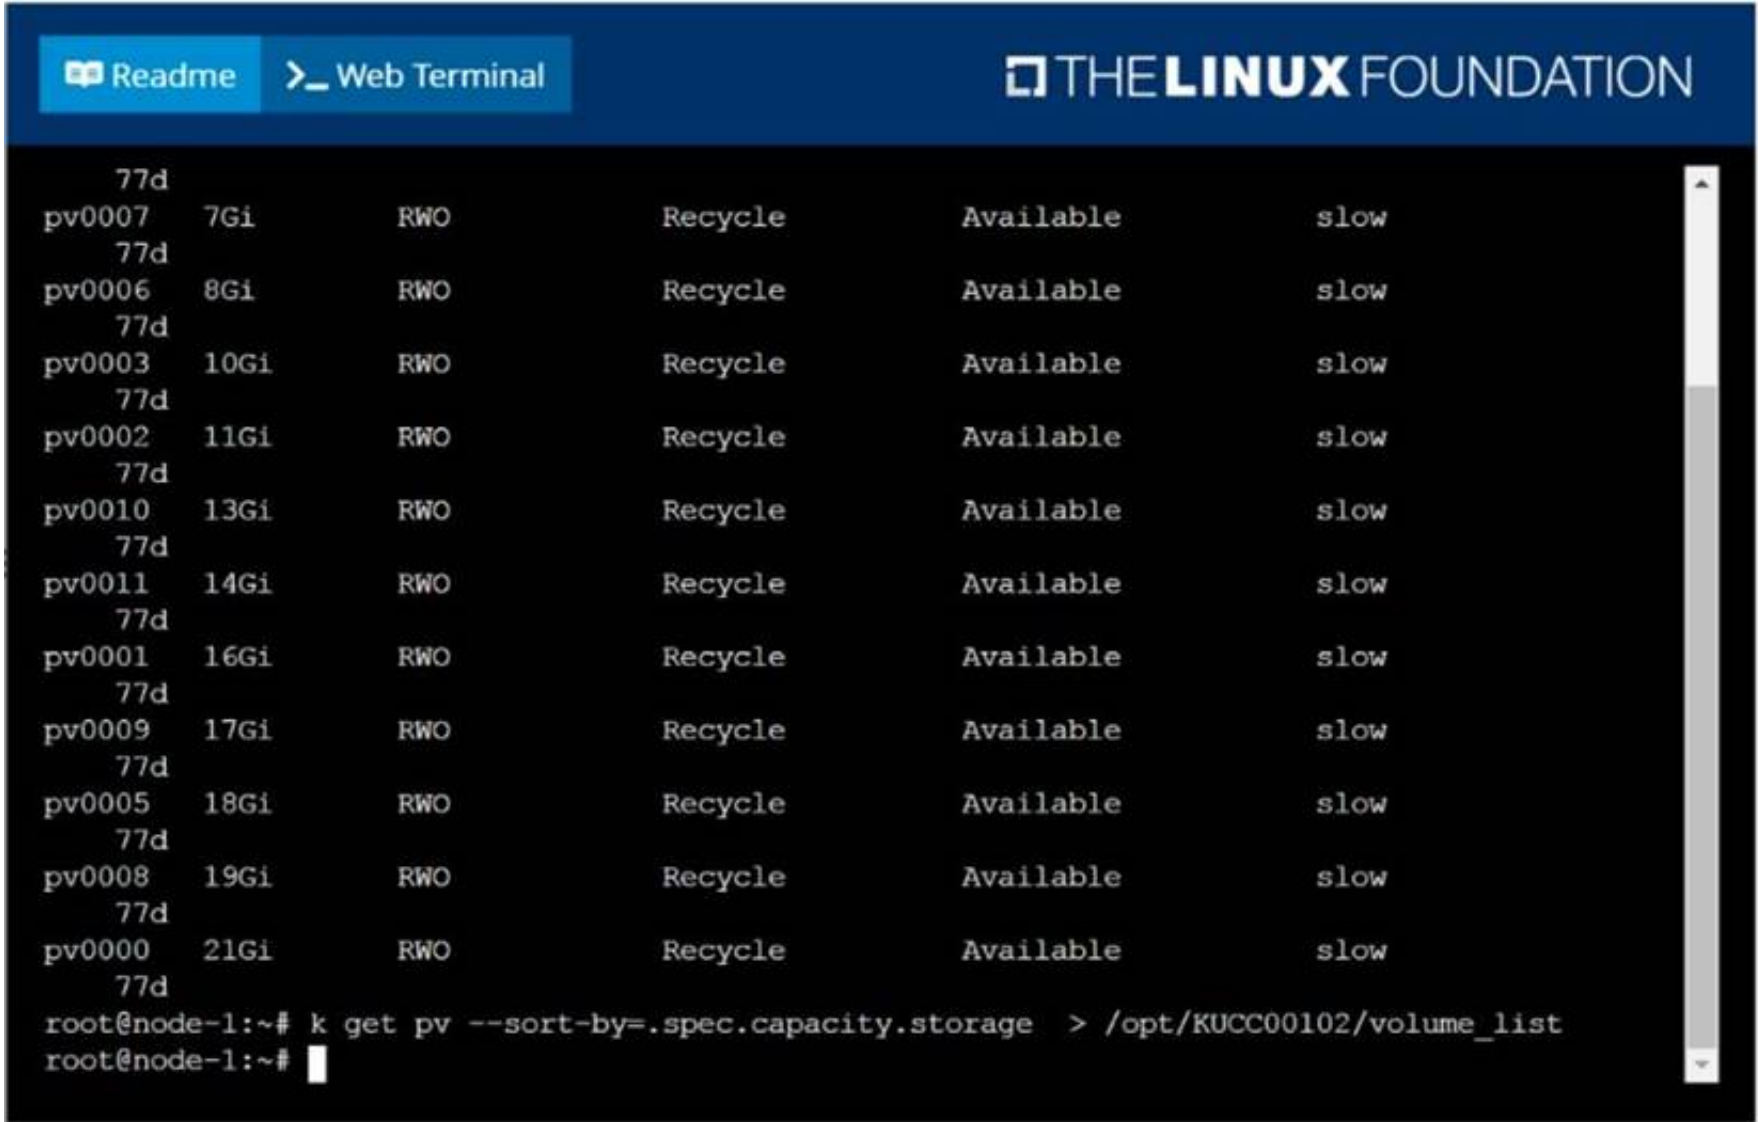 Readme
>_ Web Terminal
THE LINUX FOUNDATION
77d
pv0007 7Gi RWO Recycle Available slow
77d
pv0006 8Gi RWO Recycle Available slow
77d
pv0003 10Gi RWO Recycle Available slow
77d
pv0002 11Gi RWO Recycle Available slow
77d
pv0010 13Gi RWO Recycle Available slow
77d
pv0011 14Gi RWO Recycle Available slow
77d
pv0001 16Gi RWO Recycle Available slow
77d
pv0009 17Gi RWO Recycle Available slow
77d
pv0005 18Gi RWO Recycle Available slow
77d
pv0008 19Gi RWO Recycle Available slow
77d
pv0000 21Gi RWO Recycle Available slow
77d
root@node-1:~# k get pv --sort-by=.spec.capacity.storage  > /opt/KUCC00102/volume_list
root@node-1:~#